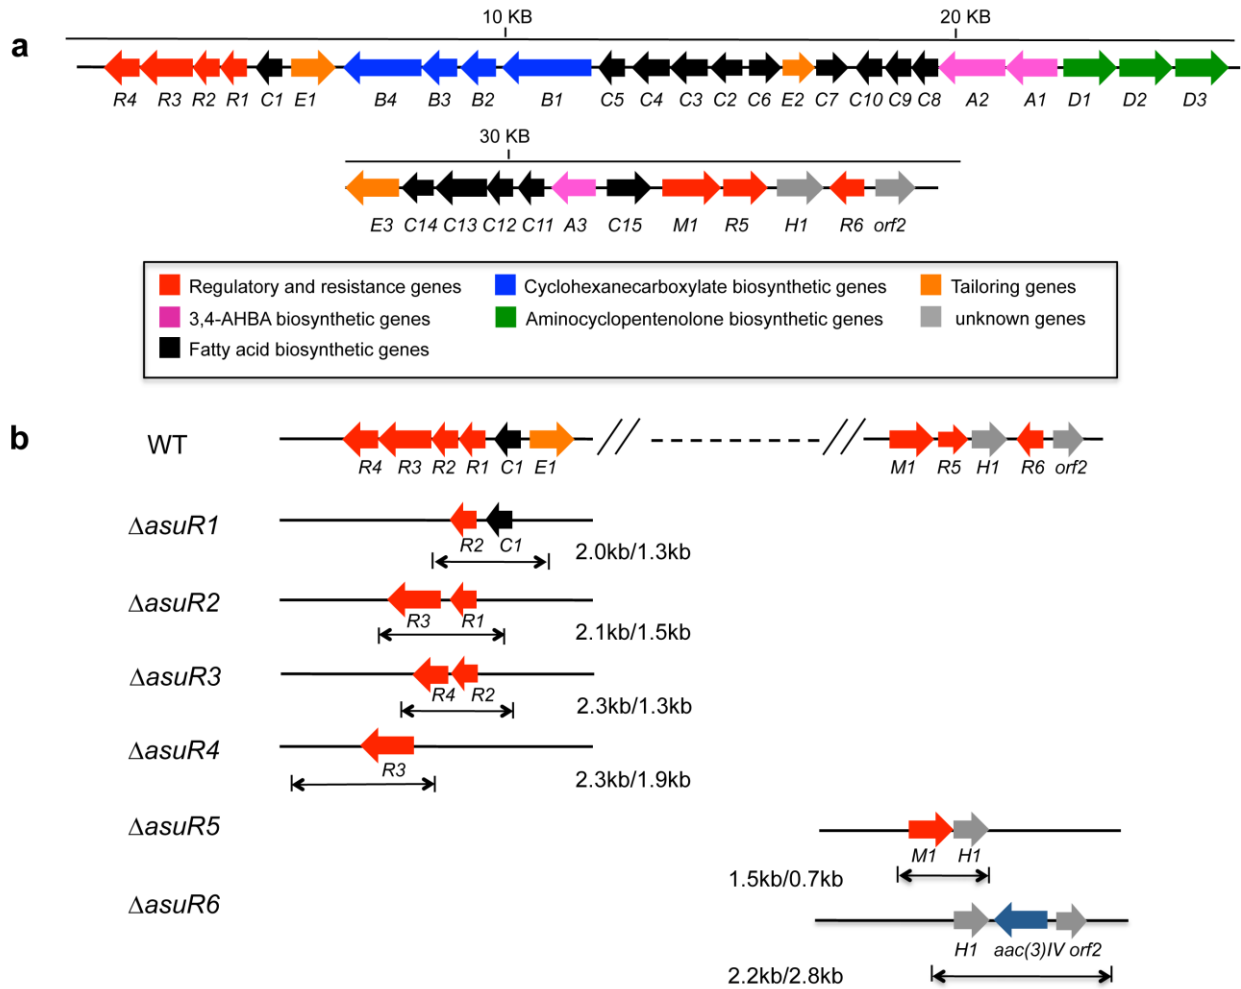 a
10 KB 20 KB
R4 R3 R2 R1 C1 E1 B4 B3 B2 B1 C5 C4 C3 C2 C6 E2 C7 C10 C9 C8 A2 A1 D1 D2 D3
30 KB
E3 C14 C13 C12 C11 A3 C15 M1 R5 H1 R6 orf2
Regulatory and resistance genes Cyclohexanecarboxylate biosynthetic genes Tailoring genes
3,4-AHBA biosynthetic genes Aminocyclopentenolone biosynthetic genes unknown genes
Fatty acid biosynthetic genes
b
WT
R4 R3 R2 R1 C1 E1 M1 R5 H1 R6 orf2
ΔasuR1
R2 C1
2.0kb/1.3kb
ΔasuR2
R3 R1
2.1kb/1.5kb
ΔasuR3
R4 R2
2.3kb/1.3kb
ΔasuR4
R3
2.3kb/1.9kb
ΔasuR5
M1 H1
1.5kb/0.7kb
ΔasuR6
H1 aac(3)IV orf2
2.2kb/2.8kb